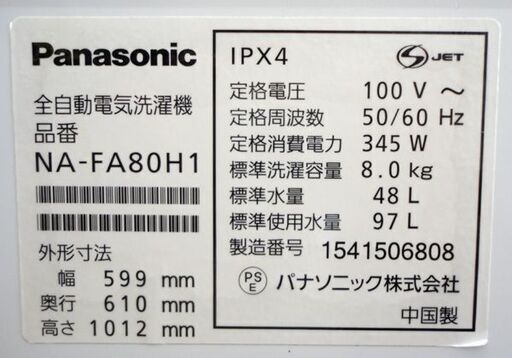 Panasonic
全自動電気洗濯機
品番
NA-FA80H1
外形寸法
幅 599 mm
奥行 610 mm
高さ 1012 mm
IPX4
S JET
定格電圧 100 V ～
定格周波数 50/60 Hz
定格消費電力 345 W
標準洗濯容量 8.0 kg
標準水量 48 L
標準使用水量 97 L
製造番号 1541506808
PS
E
パナソニック株式会社
中国製